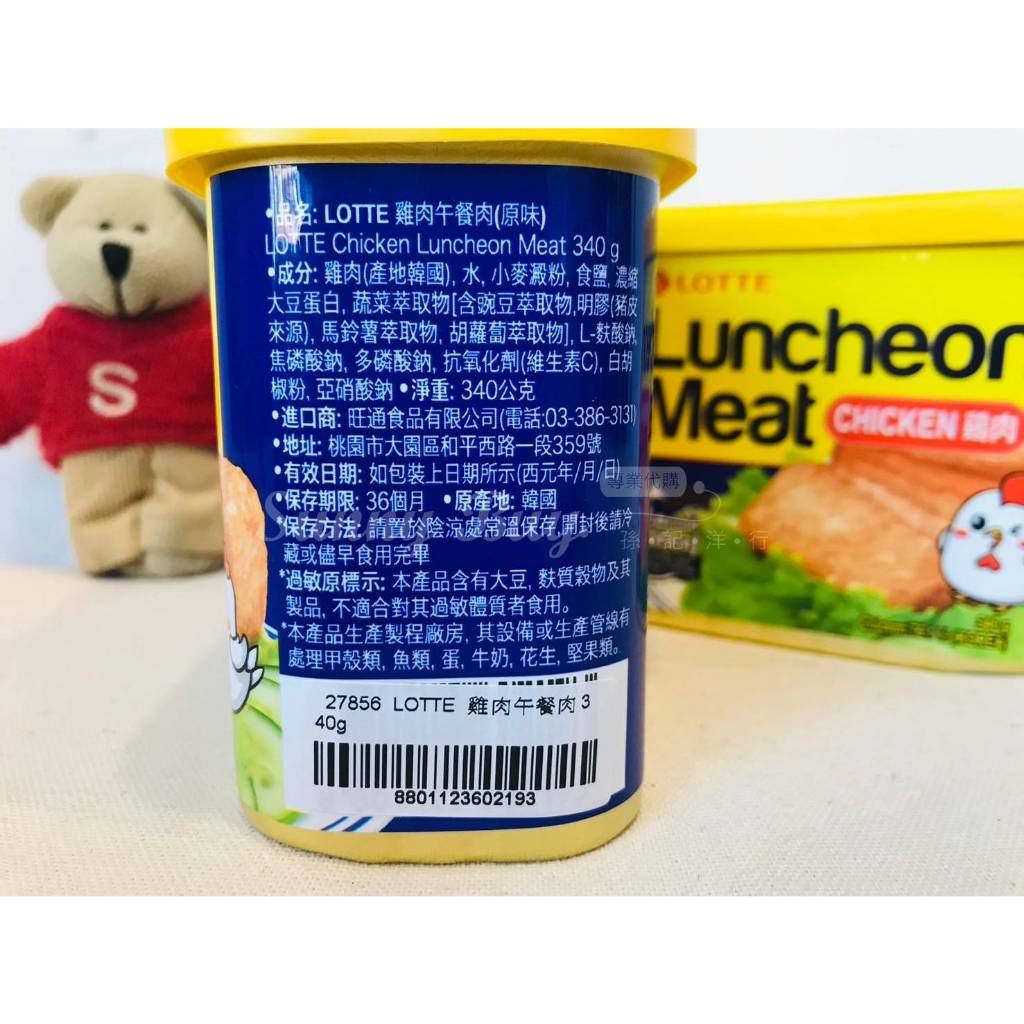 •品名: LOTTE 雞肉午餐肉(原味)
LOTTE Chicken Luncheon Meat 340 g
•成分: 雞肉(產地韓國), 水, 小麥澱粉, 食鹽, 濃縮
大豆蛋白, 蔬菜萃取物[含豌豆萃取物,明膠(豬皮
來源), 馬鈴薯萃取物, 胡蘿蔔萃取物], L-麩酸鈉,
焦磷酸鈉, 多磷酸鈉, 抗氧化劑(維生素C), 白胡
椒粉, 亞硝酸鈉 •淨重: 340公克
•進口商: 旺通食品有限公司(電話:03-386-3131)
•地址: 桃園市大園區和平西路一段359號
•有效日期: 如包裝上日期所示(西元年/月/日)
•保存期限: 36個月 •原產地: 韓國
*保存方法: 請置於陰涼處常溫保存,開封後請冷
藏或儘早食用完畢
*過敏原標示: 本產品含有大豆, 麩質穀物及其
製品, 不適合對其過敏體質者食用。
*本產品生產製程廠房, 其設備或生產管線有
處理甲殼類, 魚類, 蛋, 牛奶, 花生, 堅果類。
27856 LOTTE 雞肉午餐肉 3
40g
8801123602193
S
LOTTE
Luncheon
Meat
CHICKEN 鷄肉
專業代購
孫·記·洋·行